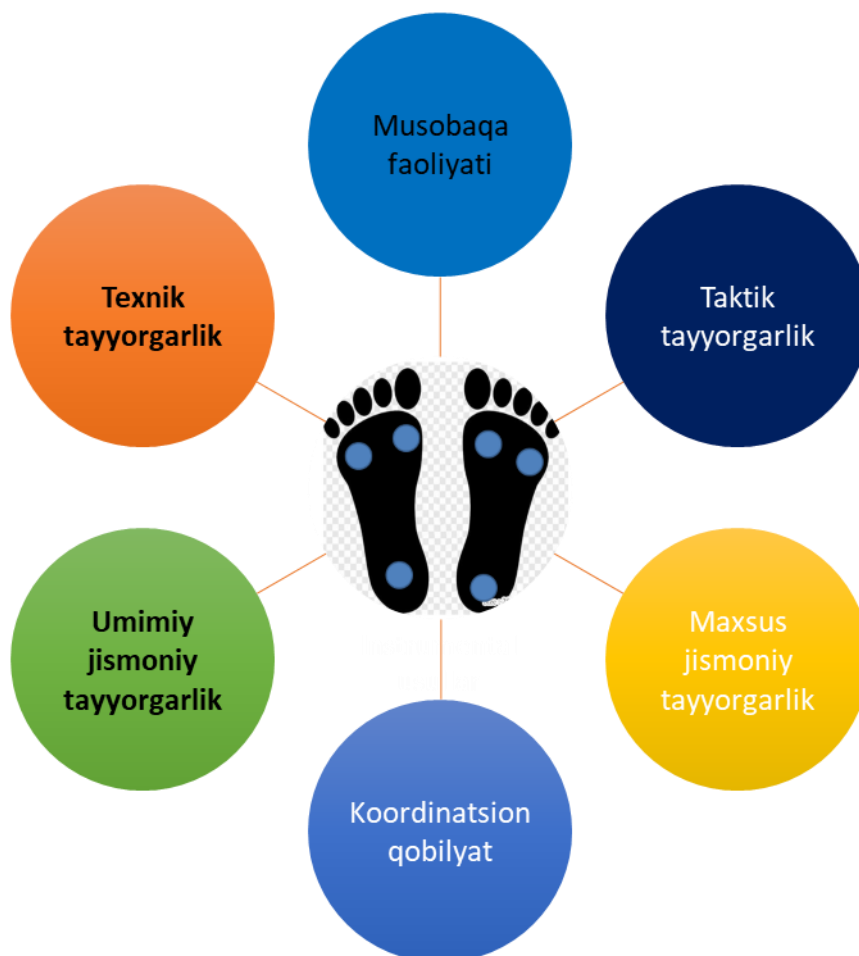 Musobaqa
faoliyati
Texnik
tayyorgarlik
Taktik
tayyorgarlik
Umimiy
jismoniy
tayyorgarlik
Maxsus
jismoniy
tayyorgarlik
Koordinatsion
qobilyat